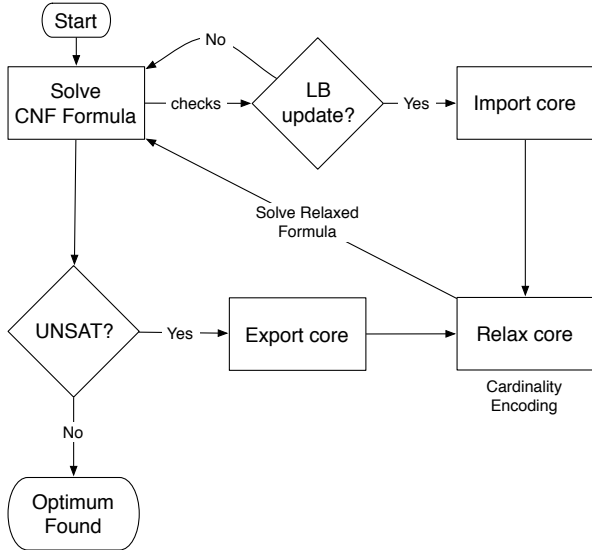 Start
No
Solve
CNF Formula
checks
LB
update?
Yes
Import core
Solve Relaxed
Formula
UNSAT?
Yes
Export core
Relax core
Cardinality
Encoding
No
Optimum
Found